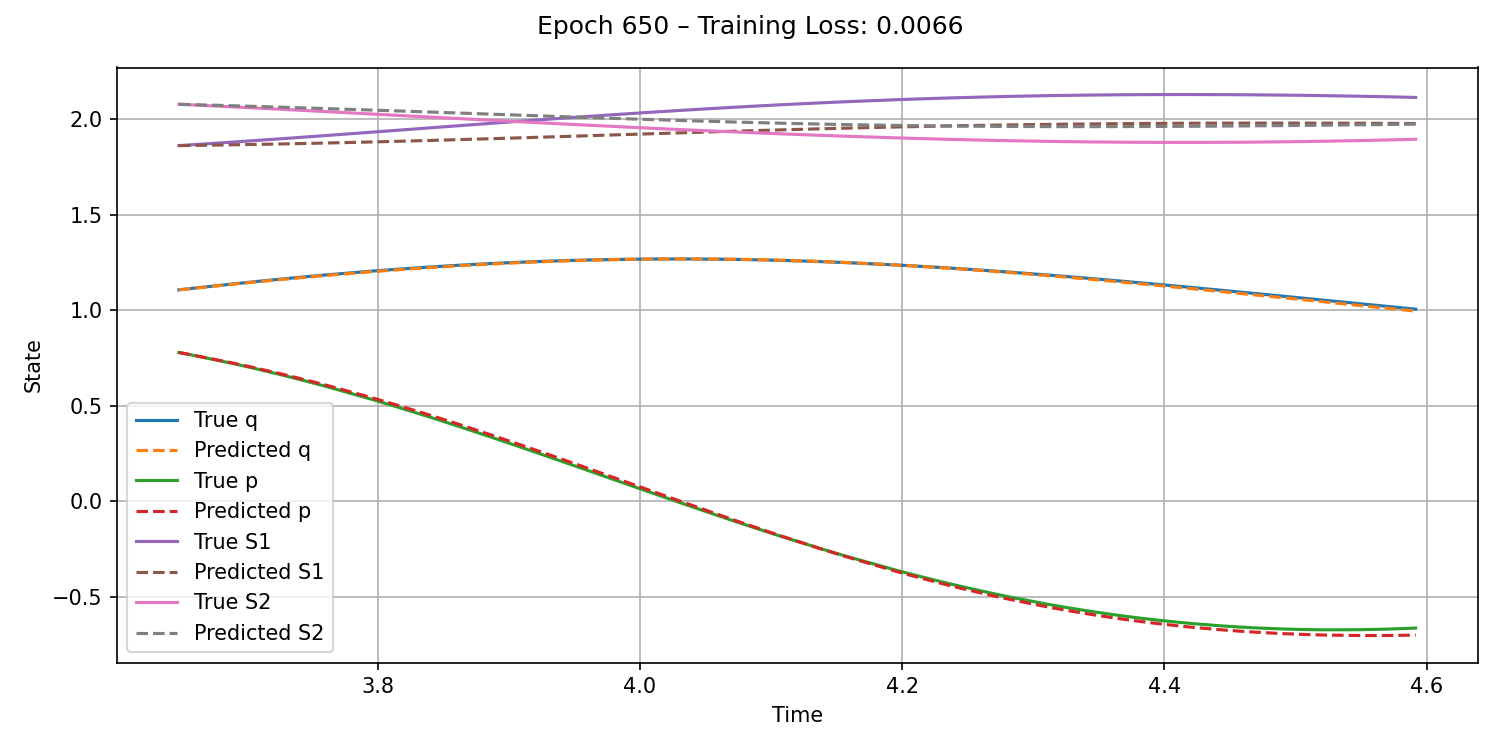 Epoch 650 – Training Loss: 0.0066
2.0
1.5
1.0
0.5
0.0
−0.5
State
True q
Predicted q
True p
Predicted p
True S1
Predicted S1
True S2
Predicted S2
3.8
4.0
4.2
4.4
4.6
Time